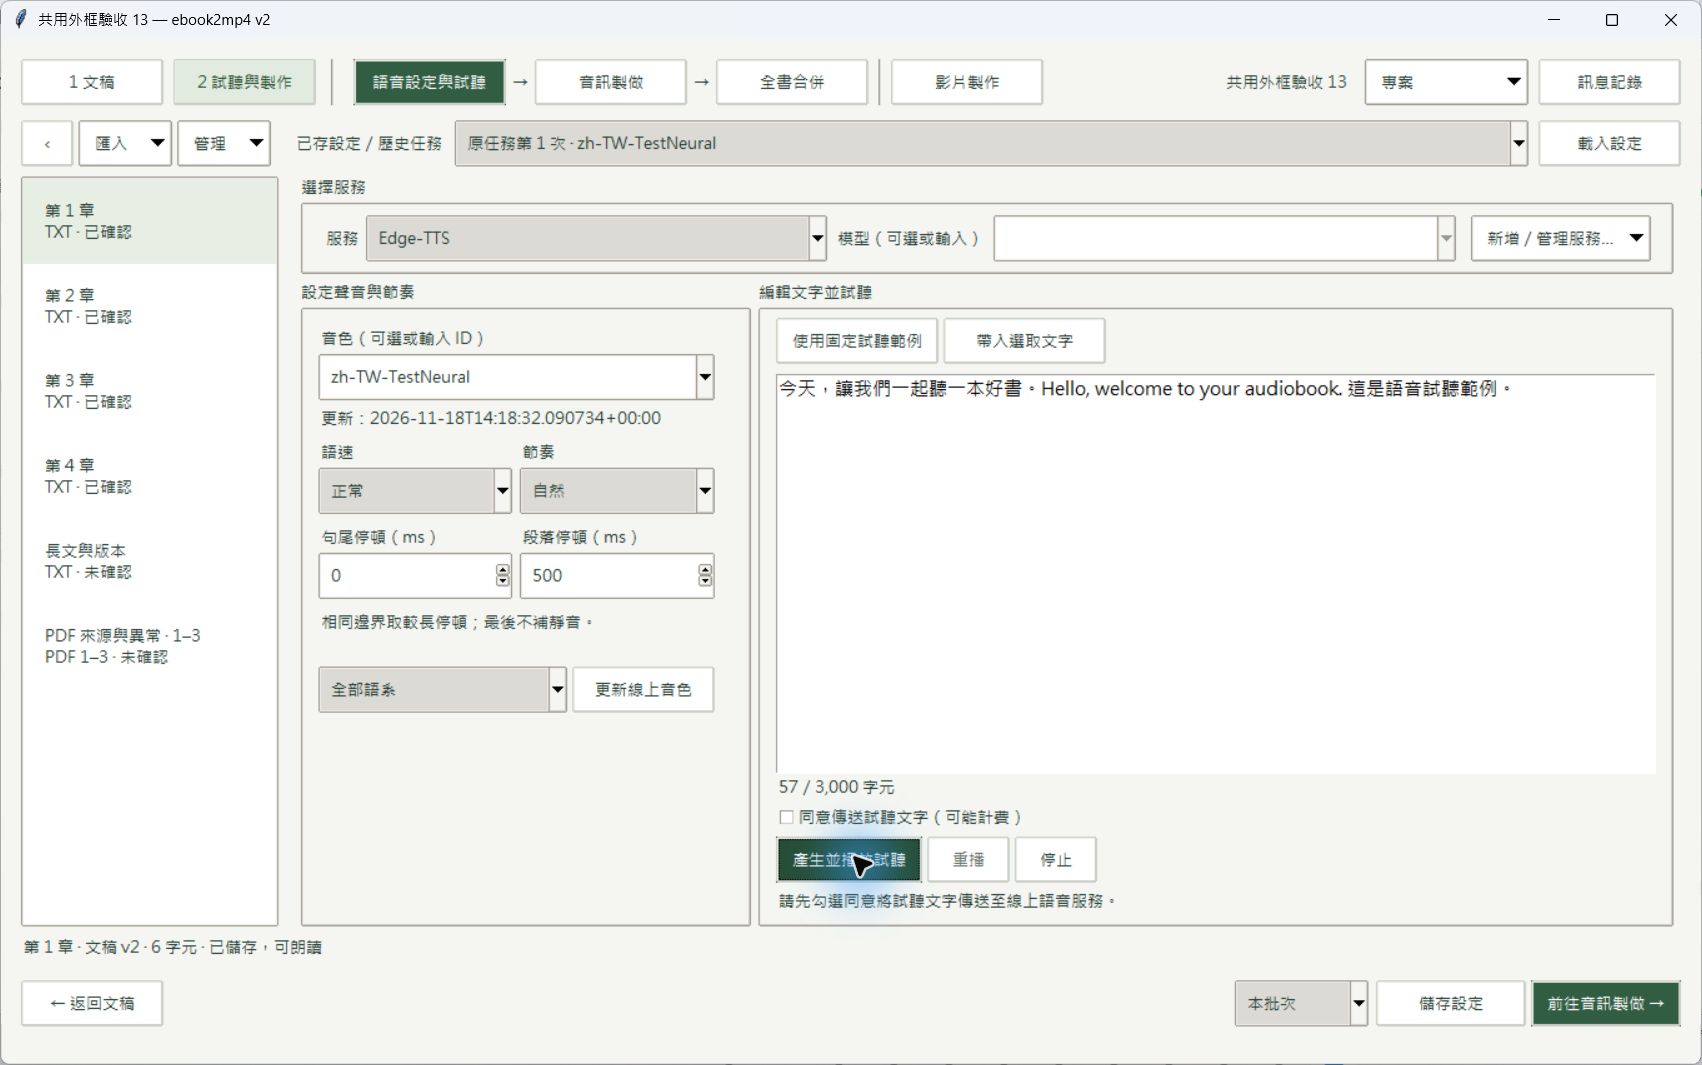 共用外框驗收 13 — ebook2mp4 v2
1 文稿
2 試聽與製作
語音設定與試聽
→
音訊製做
→
全書合併
影片製作
共用外框驗收 13
專案
訊息記錄
‹
匯入
管理
已存設定 / 歷史任務
原任務第 1 次 · zh-TW-TestNeural
載入設定
第 1 章
TXT · 已確認
第 2 章
TXT · 已確認
第 3 章
TXT · 已確認
第 4 章
TXT · 已確認
長文與版本
TXT · 未確認
PDF 來源與異常 · 1–3
PDF 1–3 · 未確認
選擇服務
服務
Edge-TTS
模型（可選或輸入）
新增 / 管理服務...
設定聲音與節奏
音色（可選或輸入 ID）
zh-TW-TestNeural
更新：2026-11-18T14:18:32.090734+00:00
語速
節奏
正常
自然
句尾停頓（ms）
段落停頓（ms）
0
500
相同邊界取較長停頓；最後不補靜音。
全部語系
更新線上音色
編輯文字並試聽
使用固定試聽範例
帶入選取文字
今天，讓我們一起聽一本好書。Hello, welcome to your audiobook. 這是語音試聽範例。
57 / 3,000 字元
同意傳送試聽文字（可能計費）
產生並播放試聽
重播
停止
請先勾選同意將試聽文字傳送至線上語音服務。
第 1 章 · 文稿 v2 · 6 字元 · 已儲存，可朗讀
← 返回文稿
本批次
儲存設定
前往音訊製做 →